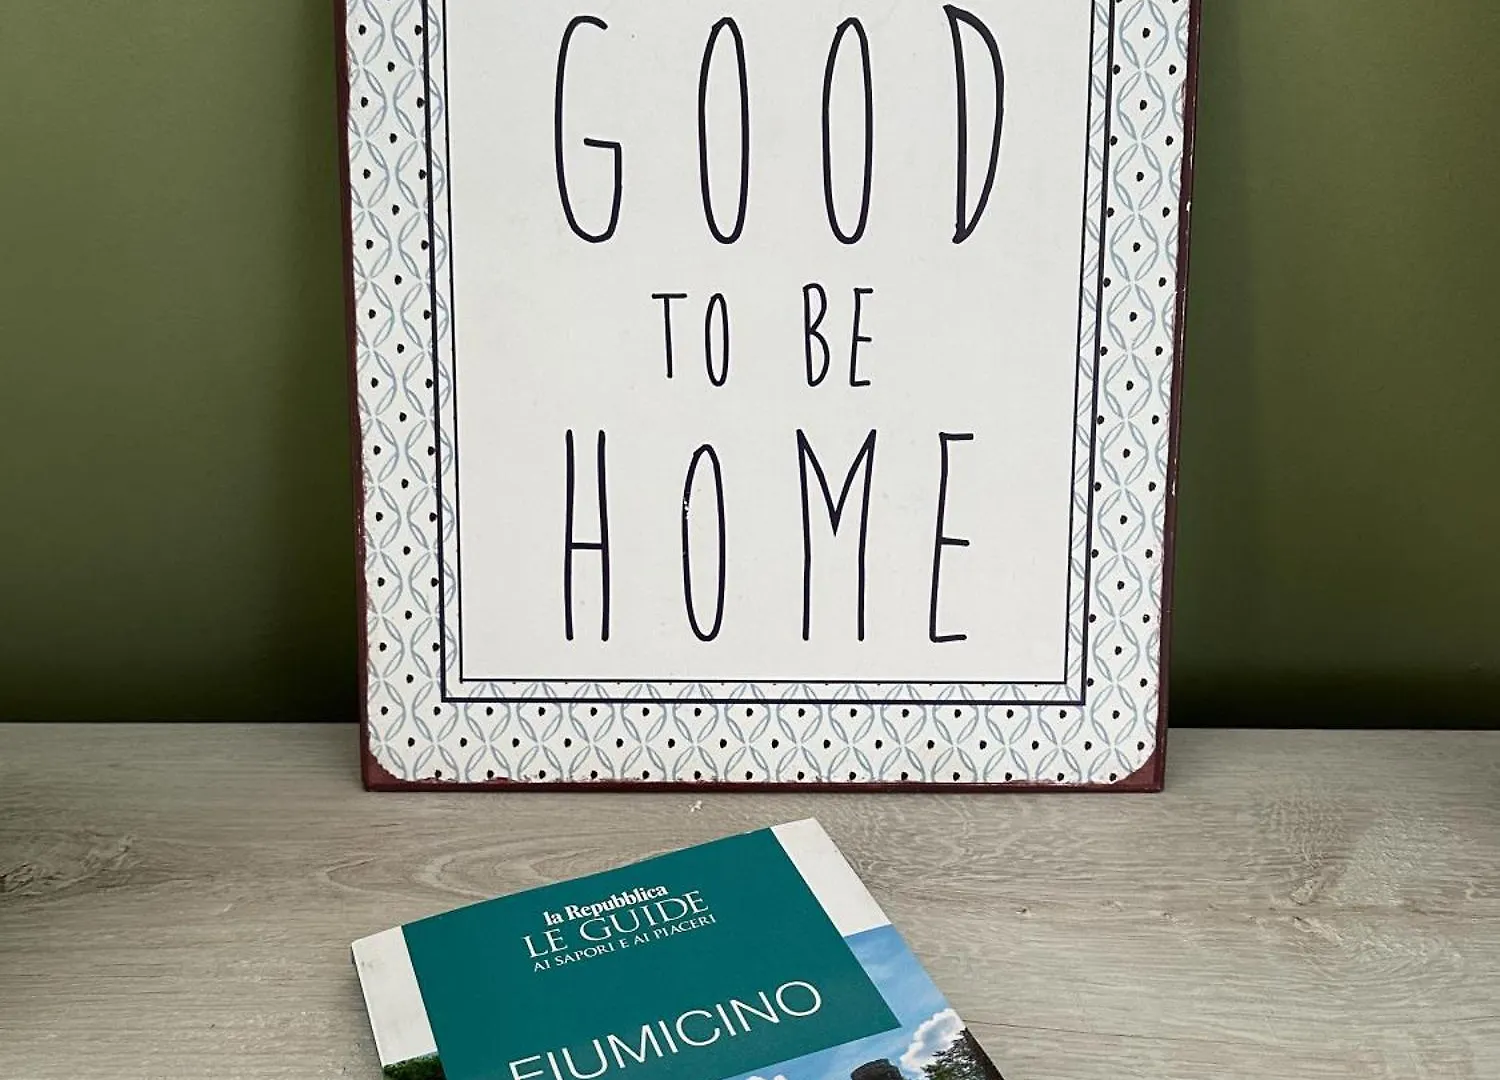 GOOD
TO BE
HOME
la Repubblica
LE GUIDE
AI SAPORI E AI PIACERI
FIUMICINO